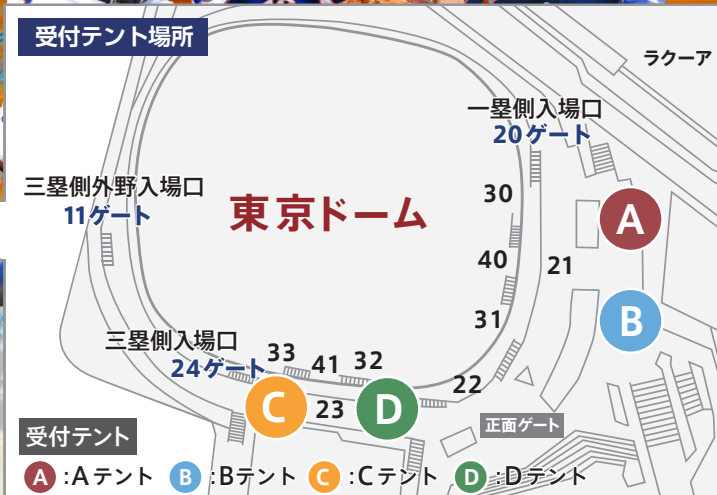 受付テント場所
ラクーア
一塁側入場口
20ゲート
三塁側外野入場口
11ゲート
東京ドーム
30
40
21
31
三塁側入場口
24ゲート
33
41
32
22
23
正面ゲート
A
B
C
D
受付テント
A :Aテント B :Bテント C :Cテント D :Dテント